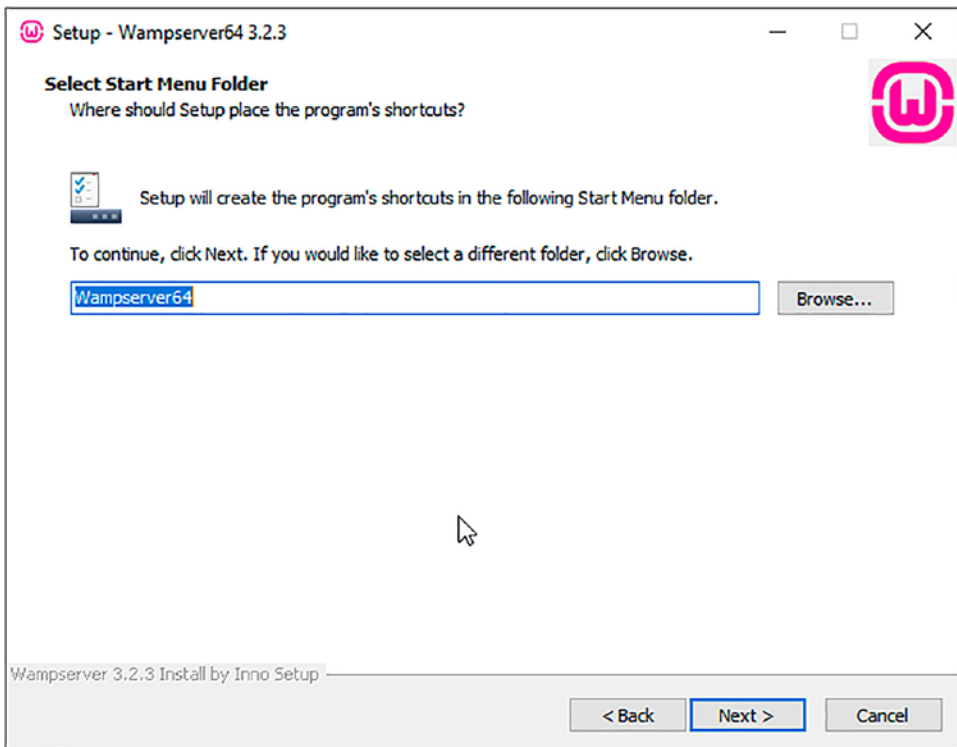 Setup - Wampserver64 3.2.3
Select Start Menu Folder
Where should Setup place the program's shortcuts?
Setup will create the program's shortcuts in the following Start Menu folder.
To continue, click Next. If you would like to select a different folder, click Browse.
Wampserver64
Browse...
Wampserver 3.2.3 Install by Inno Setup
< Back
Next >
Cancel